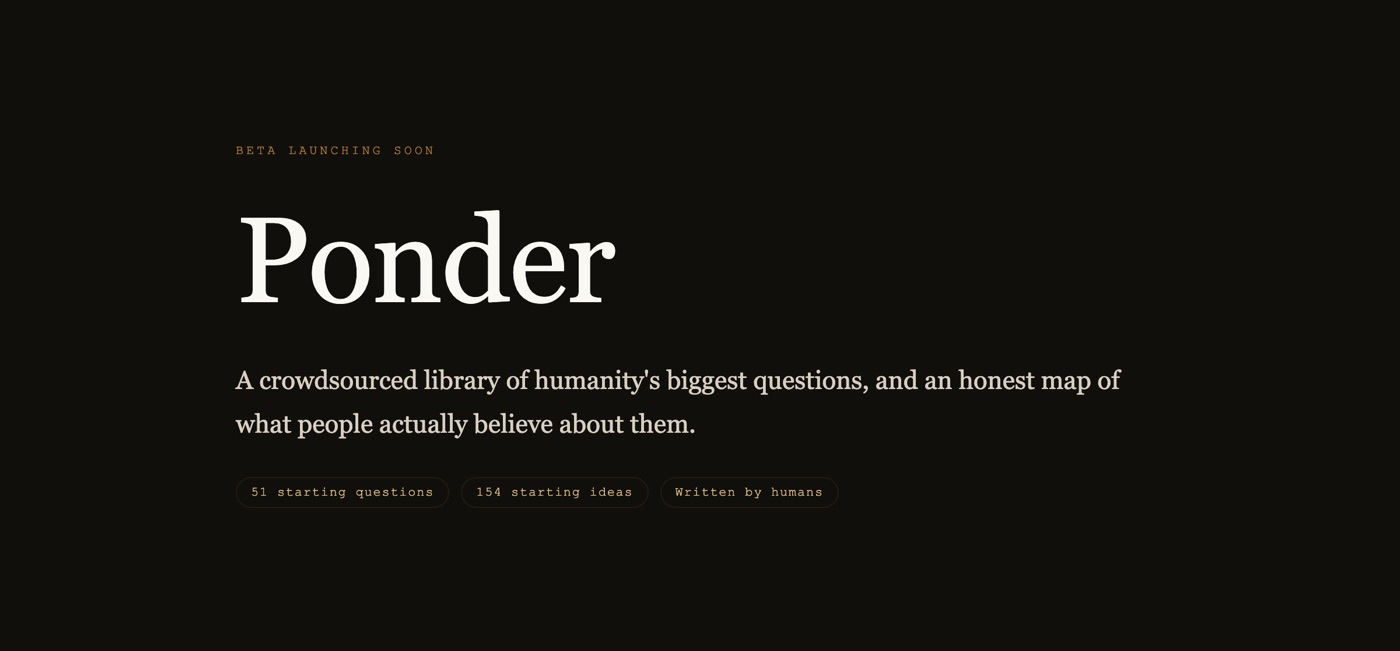 BETA LAUNCHING SOON
Ponder
A crowdsourced library of humanity's biggest questions, and an honest map of
what people actually believe about them.
51 starting questions
154 starting ideas
Written by humans